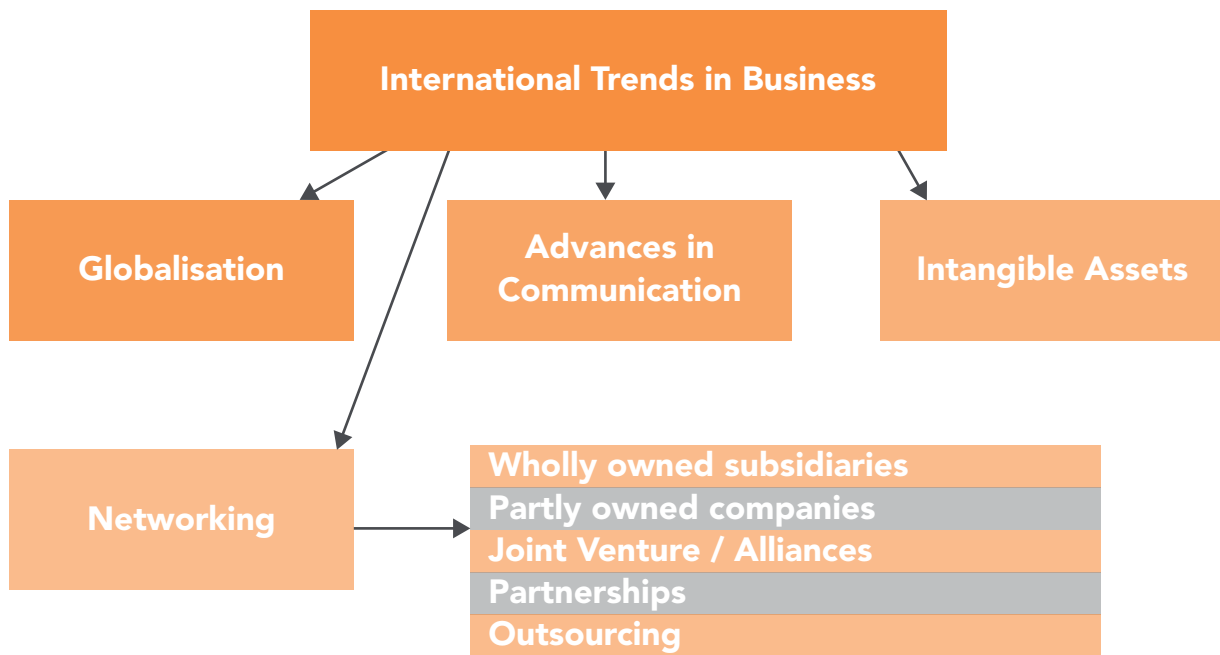 International Trends in Business
Globalisation
Advances in
Communication
Intangible Assets
Networking
Wholly owned subsidiaries
Partly owned companies
Joint Venture / Alliances
Partnerships
Outsourcing